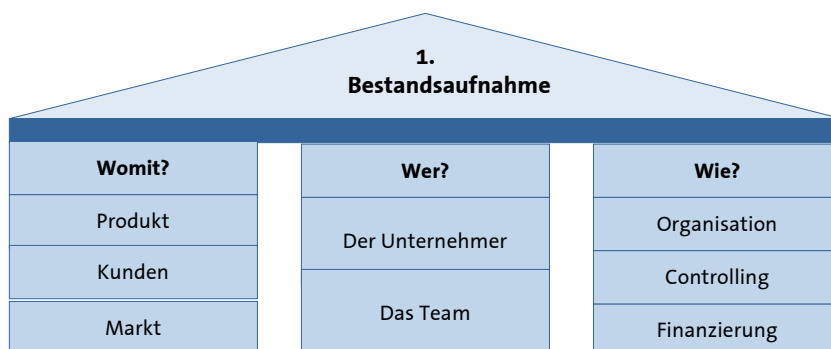 1.
Bestandsaufnahme
Womit?
Produkt
Kunden
Markt
Wer?
Der Unternehmer
Das Team
Wie?
Organisation
Controlling
Finanzierung